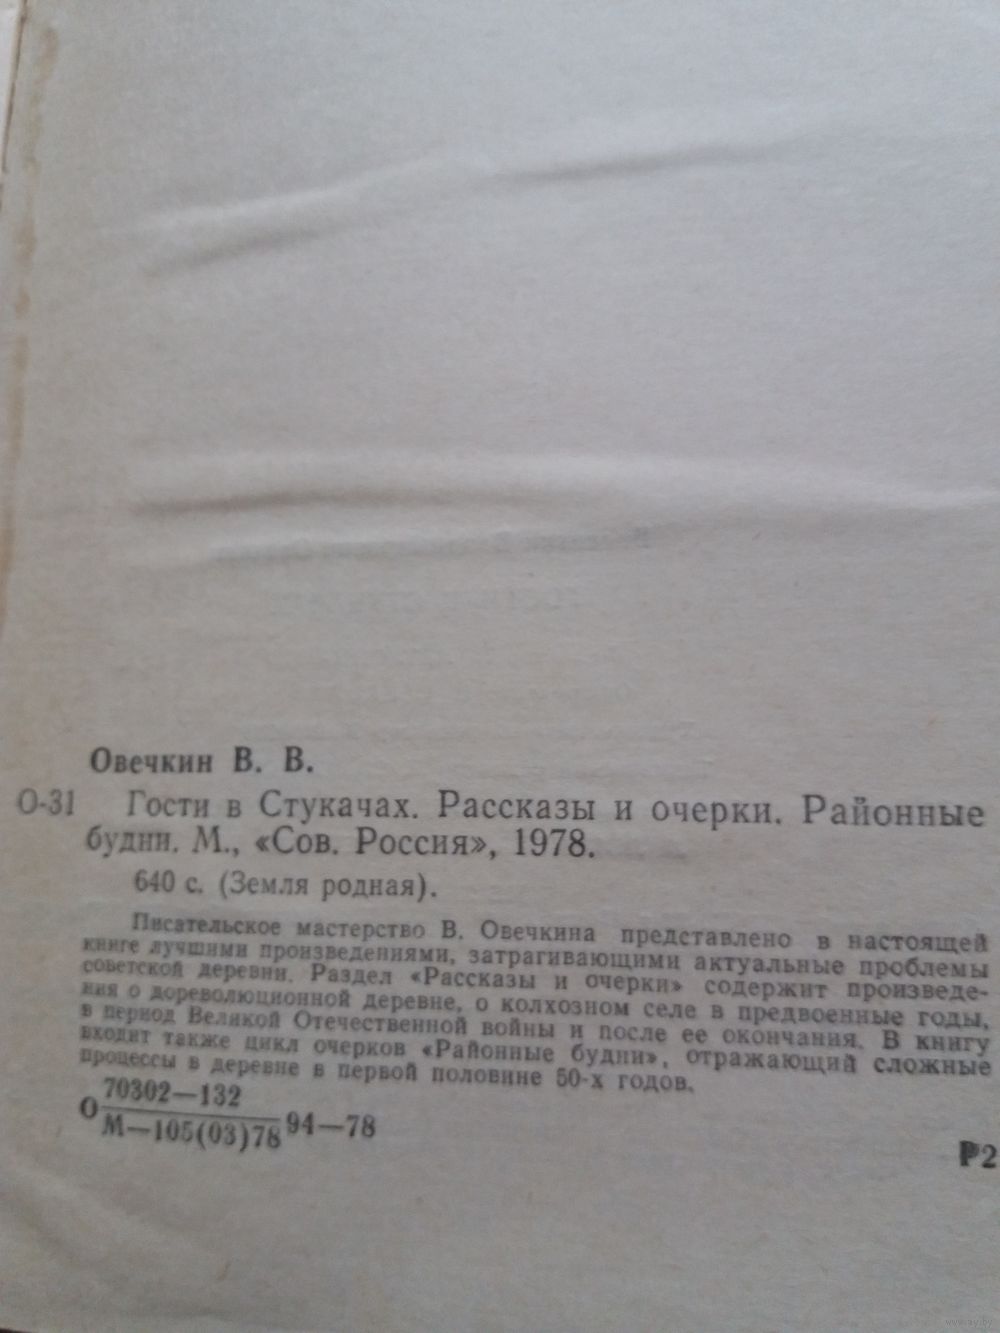 Овечкин В. В.
О-31 Гости в Стукачах. Рассказы и очерки. Районные
будни. М., «Сов. Россия», 1978.
640 с. (Земля родная).
Писательское мастерство В. Овечкина представлено в настоящей
книге лучшими произведениями, затрагивающими актуальные проблемы
советской деревни. Раздел «Рассказы и очерки» содержит произведе-
ния о дореволюционной деревне, о колхозном селе в предвоенные годы,
в период Великой Отечественной войны и после ее окончания. В книгу
входит также цикл очерков «Районные будни», отражающий сложные
процессы в деревне в первой половине 50-х годов.
70302—132
О 94—78
М—105(03)78
Р2
www.ay.by